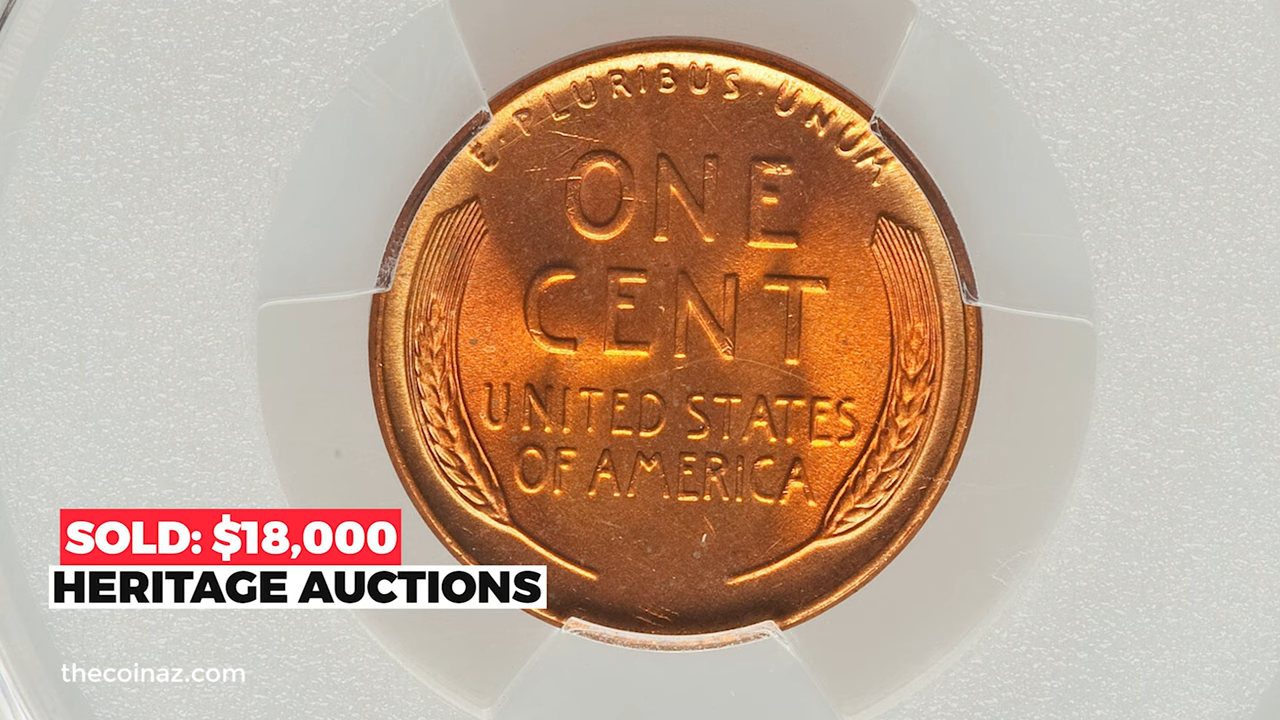 E·PLURIBUS·UNUM
ONE
CENT
UNITED STATES
OF AMERICA
SOLD: $18,000
HERITAGE AUCTIONS
thecoinaz.com